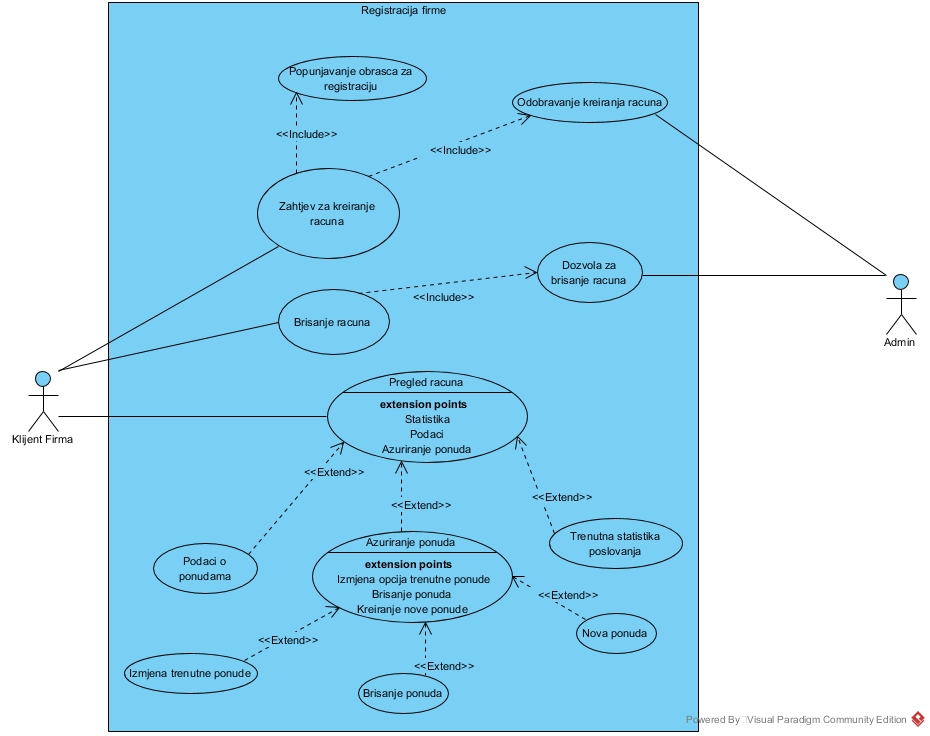 Registracija firme
Popunjavanje obrasca za
registraciju
Odobravanje kreiranja racuna
<<Include>>
<<Include>>
Zahtjev za kreiranje
racuna
Dozvola za
brisanje racuna
<<Include>>
Brisanje racuna
Admin
Klijent Firma
Pregled racuna
extension points
Statistika
Podaci
Azuriranje ponuda
<<Extend>>
<<Extend>>
<<Extend>>
Trenutna statistika
poslovanja
Podaci o
ponudama
Azuriranje ponuda
extension points
Izmjena opcija trenutne ponude
Brisanje ponuda
Kreiranje nove ponude
<<Extend>>
<<Extend>>
<<Extend>>
Nova ponuda
Izmjena trenutne ponude
Brisanje ponuda
Powered By Visual Paradigm Community Edition